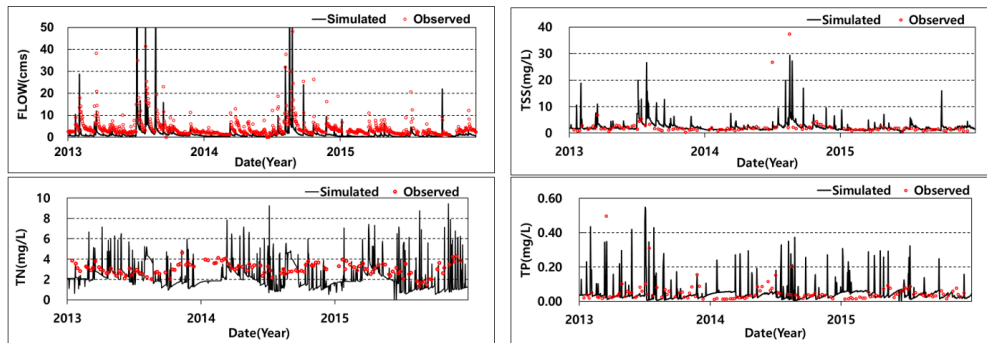 Simulated Observed
FLOW(cms)
50
40
30
20
10
0
2013 2014 2015
Date(Year)
Simulated Observed
TSS(mg/L)
40
30
20
10
0
2013 2014 2015
Date(Year)
Simulated Observed
TN(mg/L)
10
8
6
4
2
0
2013 2014 2015
Date(Year)
Simulated Observed
TP(mg/L)
0.60
0.40
0.20
0.00
2013 2014 2015
Date(Year)